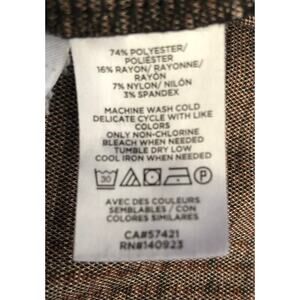 74% POLYESTER/
POLIÉSTER
16% RAYON/ RAYONNE/
RAYÓN
7% NYLON/ NILÓN
3% SPANDEX
MACHINE WASH COLD
DELICATE CYCLE WITH LIKE
COLORS
ONLY NON-CHLORINE
BLEACH WHEN NEEDED
TUMBLE DRY LOW
COOL IRON WHEN NEEDED
30 P
AVEC DES COULEURS
SEMBLABLES / CON
COLORES SIMILARES
CA#57421
RN#140923